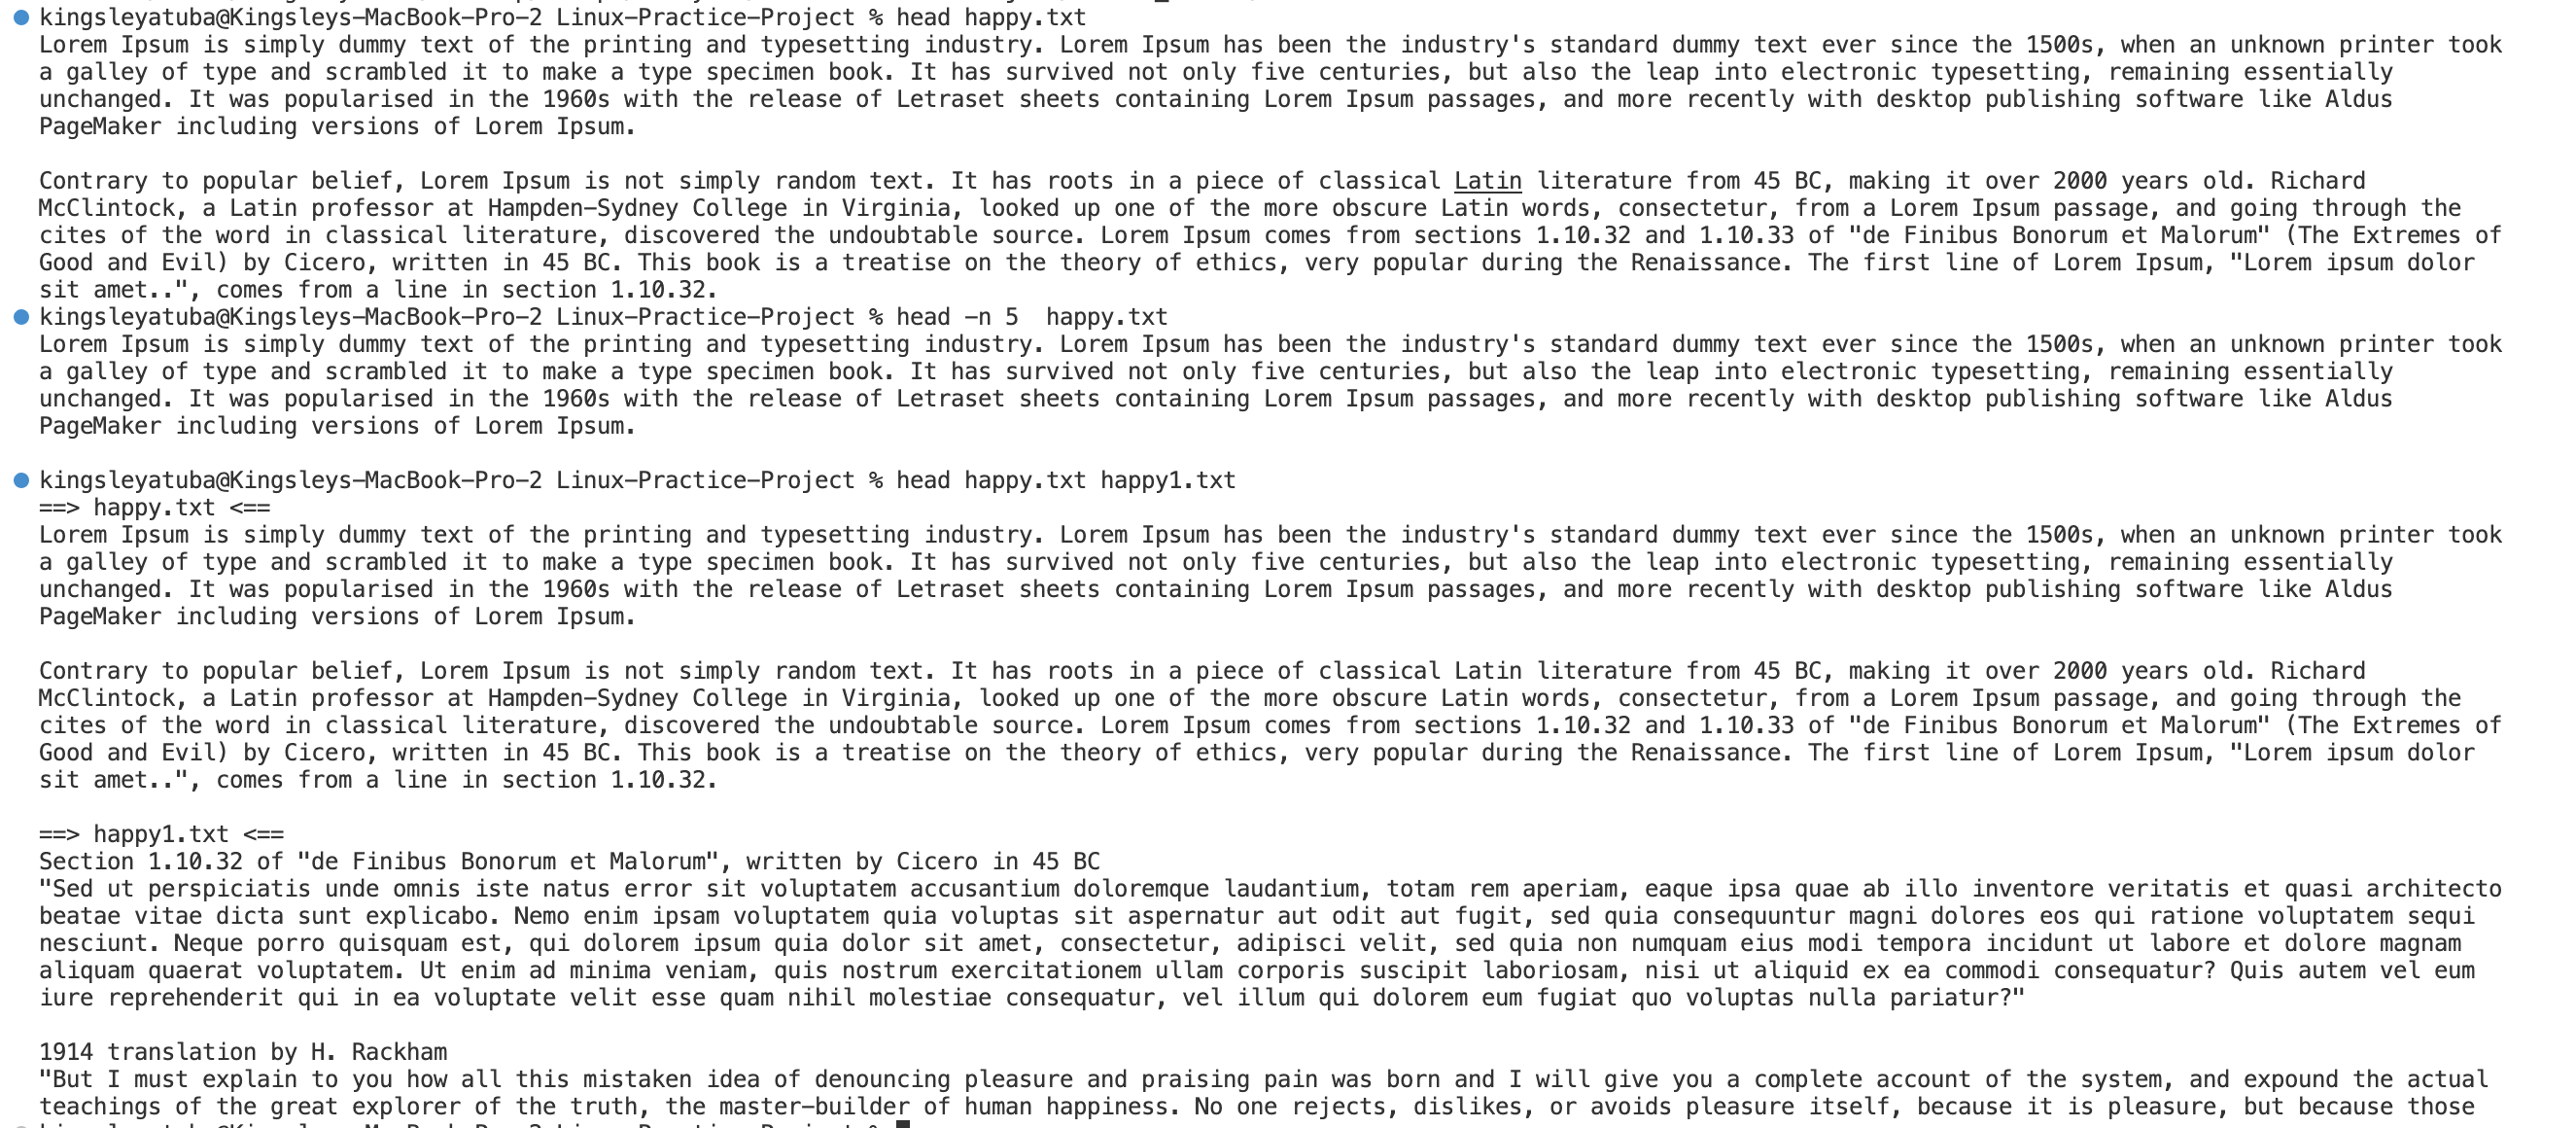 kingsleyatuba@Kingsleys-MacBook-Pro-2 Linux-Practice-Project % head happy.txt
Lorem Ipsum is simply dummy text of the printing and typesetting industry. Lorem Ipsum has been the industry's standard dummy text ever since the 1500s, when an unknown printer took
a galley of type and scrambled it to make a type specimen book. It has survived not only five centuries, but also the leap into electronic typesetting, remaining essentially
unchanged. It was popularised in the 1960s with the release of Letraset sheets containing Lorem Ipsum passages, and more recently with desktop publishing software like Aldus
PageMaker including versions of Lorem Ipsum.

Contrary to popular belief, Lorem Ipsum is not simply random text. It has roots in a piece of classical Latin literature from 45 BC, making it over 2000 years old. Richard
McClintock, a Latin professor at Hampden-Sydney College in Virginia, looked up one of the more obscure Latin words, consectetur, from a Lorem Ipsum passage, and going through the
cites of the word in classical literature, discovered the undoubtable source. Lorem Ipsum comes from sections 1.10.32 and 1.10.33 of "de Finibus Bonorum et Malorum" (The Extremes of
Good and Evil) by Cicero, written in 45 BC. This book is a treatise on the theory of ethics, very popular during the Renaissance. The first line of Lorem Ipsum, "Lorem ipsum dolor
sit amet..", comes from a line in section 1.10.32.
kingsleyatuba@Kingsleys-MacBook-Pro-2 Linux-Practice-Project % head -n 5  happy.txt
Lorem Ipsum is simply dummy text of the printing and typesetting industry. Lorem Ipsum has been the industry's standard dummy text ever since the 1500s, when an unknown printer took
a galley of type and scrambled it to make a type specimen book. It has survived not only five centuries, but also the leap into electronic typesetting, remaining essentially
unchanged. It was popularised in the 1960s with the release of Letraset sheets containing Lorem Ipsum passages, and more recently with desktop publishing software like Aldus
PageMaker including versions of Lorem Ipsum.

kingsleyatuba@Kingsleys-MacBook-Pro-2 Linux-Practice-Project % head happy.txt happy1.txt
==> happy.txt <==
Lorem Ipsum is simply dummy text of the printing and typesetting industry. Lorem Ipsum has been the industry's standard dummy text ever since the 1500s, when an unknown printer took
a galley of type and scrambled it to make a type specimen book. It has survived not only five centuries, but also the leap into electronic typesetting, remaining essentially
unchanged. It was popularised in the 1960s with the release of Letraset sheets containing Lorem Ipsum passages, and more recently with desktop publishing software like Aldus
PageMaker including versions of Lorem Ipsum.

Contrary to popular belief, Lorem Ipsum is not simply random text. It has roots in a piece of classical Latin literature from 45 BC, making it over 2000 years old. Richard
McClintock, a Latin professor at Hampden-Sydney College in Virginia, looked up one of the more obscure Latin words, consectetur, from a Lorem Ipsum passage, and going through the
cites of the word in classical literature, discovered the undoubtable source. Lorem Ipsum comes from sections 1.10.32 and 1.10.33 of "de Finibus Bonorum et Malorum" (The Extremes of
Good and Evil) by Cicero, written in 45 BC. This book is a treatise on the theory of ethics, very popular during the Renaissance. The first line of Lorem Ipsum, "Lorem ipsum dolor
sit amet..", comes from a line in section 1.10.32.

==> happy1.txt <==
Section 1.10.32 of "de Finibus Bonorum et Malorum", written by Cicero in 45 BC
"Sed ut perspiciatis unde omnis iste natus error sit voluptatem accusantium doloremque laudantium, totam rem aperiam, eaque ipsa quae ab illo inventore veritatis et quasi architecto
beatae vitae dicta sunt explicabo. Nemo enim ipsam voluptatem quia voluptas sit aspernatur aut odit aut fugit, sed quia consequuntur magni dolores eos qui ratione voluptatem sequi
nesciunt. Neque porro quisquam est, qui dolorem ipsum quia dolor sit amet, consectetur, adipisci velit, sed quia non numquam eius modi tempora incidunt ut labore et dolore magnam
aliquam quaerat voluptatem. Ut enim ad minima veniam, quis nostrum exercitationem ullam corporis suscipit laboriosam, nisi ut aliquid ex ea commodi consequatur? Quis autem vel eum
iure reprehenderit qui in ea voluptate velit esse quam nihil molestiae consequatur, vel illum qui dolorem eum fugiat quo voluptas nulla pariatur?"

1914 translation by H. Rackham
"But I must explain to you how all this mistaken idea of denouncing pleasure and praising pain was born and I will give you a complete account of the system, and expound the actual
teachings of the great explorer of the truth, the master-builder of human happiness. No one rejects, dislikes, or avoids pleasure itself, because it is pleasure, but because those